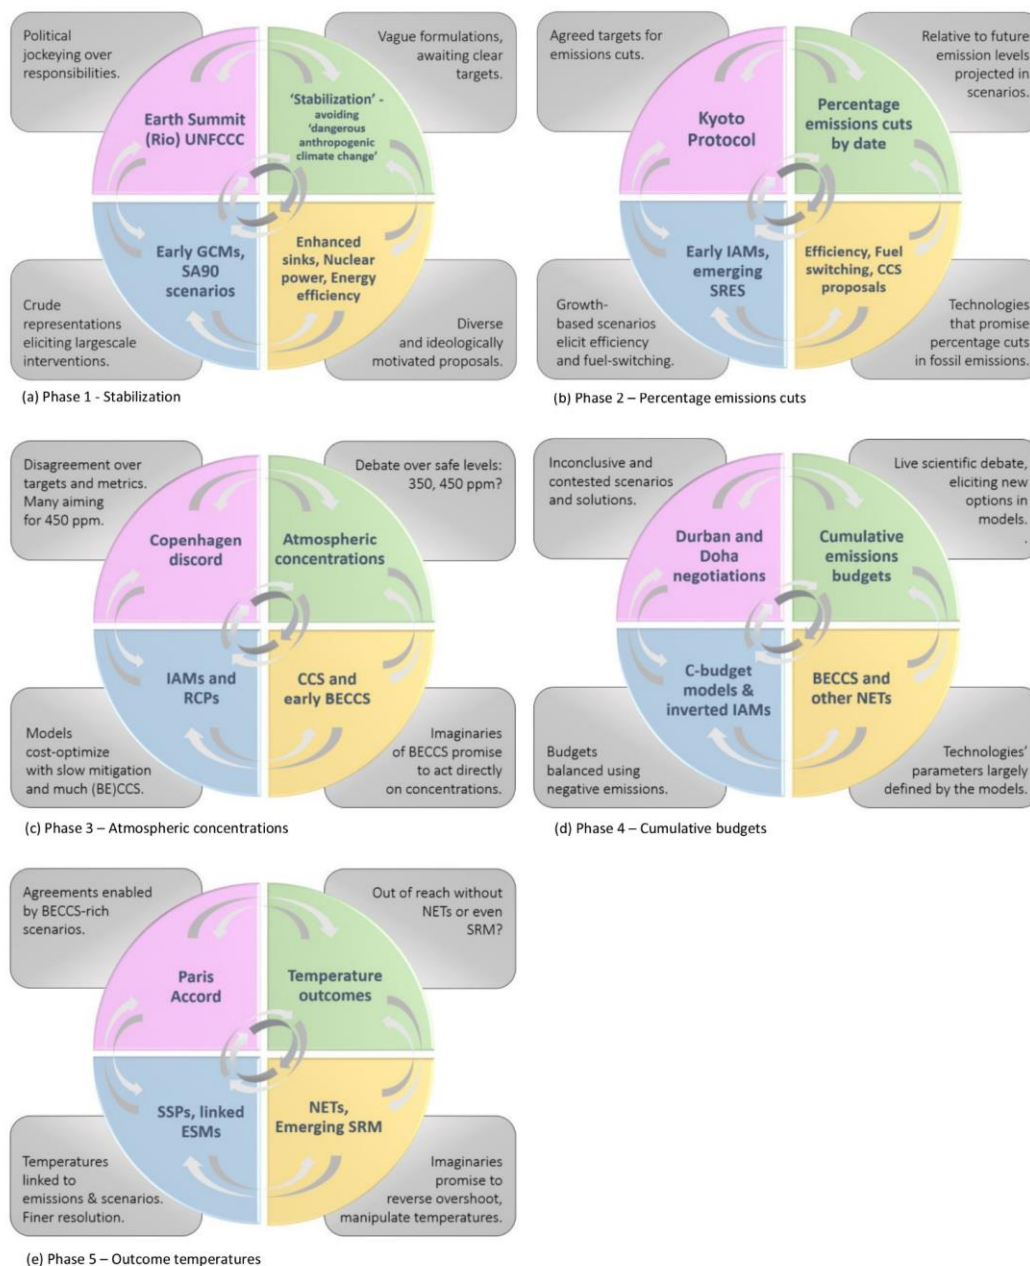 Political
jockeying over
responsibilities.
Vague formulations,
awaiting clear
targets.
Earth Summit
(Rio) UNFCCC
‘Stabilization’ -
avoiding
‘dangerous
anthropogenic
climate change’
Early GCMs,
SA90
scenarios
Enhanced
sinks, Nuclear
power, Energy
efficiency
Crude
representations
eliciting largescale
interventions.
Diverse
and ideologically
motivated proposals.
(a) Phase 1 - Stabilization
Agreed targets for
emissions cuts.
Relative to future
emission levels
projected in
scenarios.
Kyoto
Protocol
Percentage
emissions cuts
by date
Early IAMs,
emerging
SRES
Efficiency, Fuel
switching, CCS
proposals
Growth-
based scenarios
elicit efficiency
and fuel-switching.
Technologies
that promise
percentage cuts
in fossil emissions.
(b) Phase 2 – Percentage emissions cuts
Disagreement over
targets and metrics.
Many aiming
for 450 ppm.
Debate over safe levels:
350, 450 ppm?
Copenhagen
discord
Atmospheric
concentrations
IAMs and
RCPs
CCS and
early BECCS
Models
cost-optimize
with slow mitigation
and much (BE)CCS.
Imaginaries
of BECCS promise
to act directly
on concentrations.
(c) Phase 3 – Atmospheric concentrations
Inconclusive and
contested scenarios
and solutions.
Live scientific debate,
eliciting new
options in
models.
.
Durban and
Doha
negotiations
Cumulative
emissions
budgets
C-budget
models &
inverted IAMs
BECCS and
other NETs
Budgets
balanced using
negative emissions.
Technologies’
parameters largely
defined by the models.
(d) Phase 4 – Cumulative budgets
Agreements enabled
by BECCS-rich
scenarios.
Out of reach without
NETs or even
SRM?
Paris
Accord
Temperature
outcomes
SSPs, linked
ESMs
NETs,
Emerging SRM
Temperatures
linked to
emissions & scenarios.
Finer resolution.
Imaginaries
promise to
reverse overshoot,
manipulate temperatures.
(e) Phase 5 – Outcome temperatures